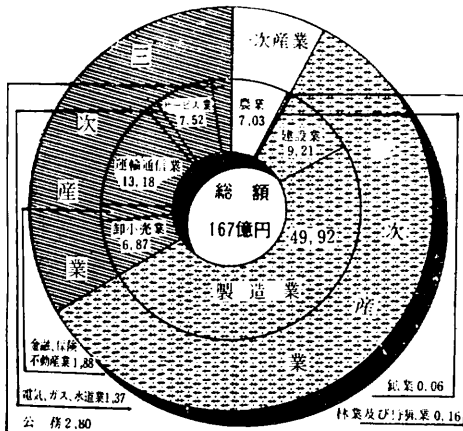 一次産業
農業
7.03
建設業
9.21
二次産業
49.92
製造業
三次産業
サービス業
7.52
運輸通信業
13.18
卸小売業
6.87
総額
167億円
金融、保険
不動産業1.88
電気、ガス、水道業1.37
公務2.80
鉱業0.06
林業及び狩猟業0.16